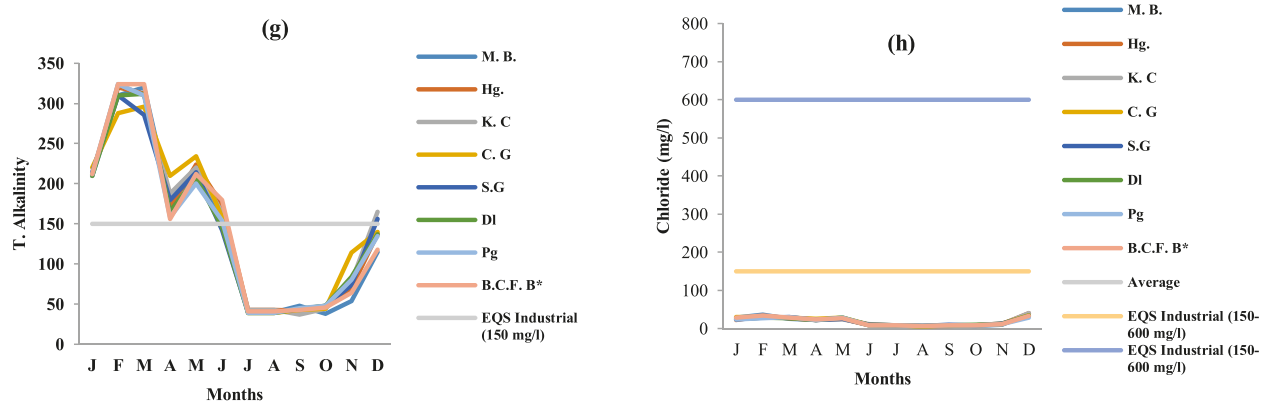 (g)
T. Alkalinity
350
300
250
200
150
100
50
0
J F M A M J J A S O N D
Months
M. B.
Hg.
K. C
C. G
S.G
Dl
Pg
B.C.F. B*
EQS Industrial
(150 mg/l)
(h)
Chloride (mg/l)
800
700
600
500
400
300
200
100
0
J F M A M J J A S O N D
Months
M. B.
Hg.
K. C
C. G
S.G
Dl
Pg
B.C.F. B*
Average
EQS Industrial (150-
600 mg/l)
EQS Industrial (150-
600 mg/l)